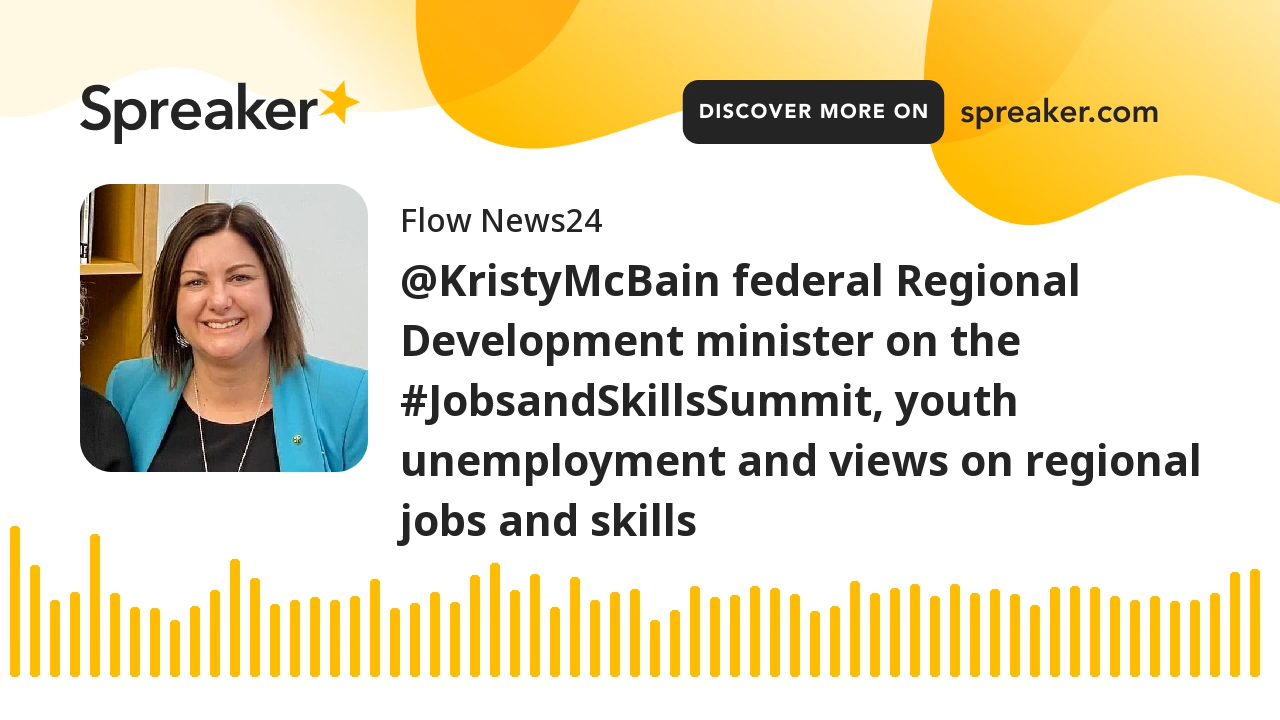 Spreaker
DISCOVER MORE ON
spreaker.com
Flow News24
@KristyMcBain federal Regional
Development minister on the
#JobsandSkillsSummit, youth
unemployment and views on regional
jobs and skills